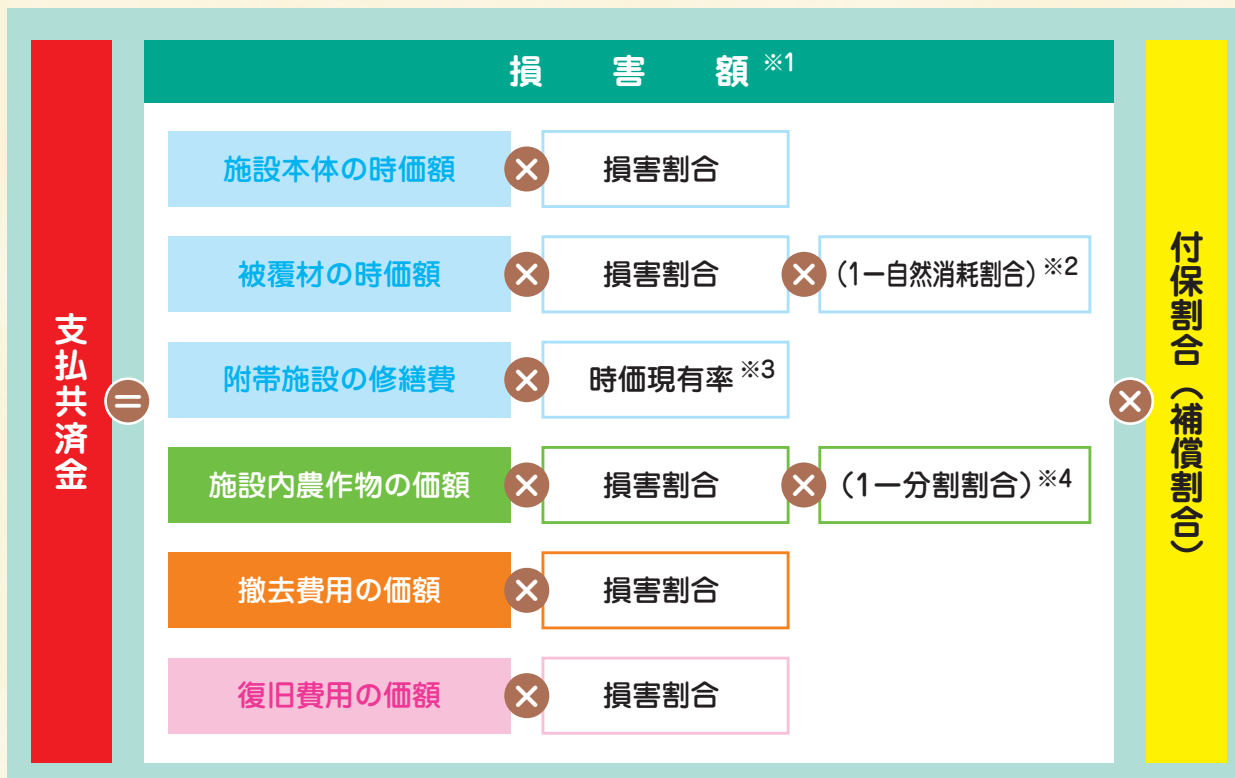 支払共済金
=
損害額※1
施設本体の時価額 × 損害割合
被覆材の時価額 × 損害割合 × (1ー自然消耗割合)※2
附帯施設の修繕費 × 時価現有率※3
施設内農作物の価額 × 損害割合 × (1ー分割割合)※4
撤去費用の価額 × 損害割合
復旧費用の価額 × 損害割合
×
付保割合(補償割合)